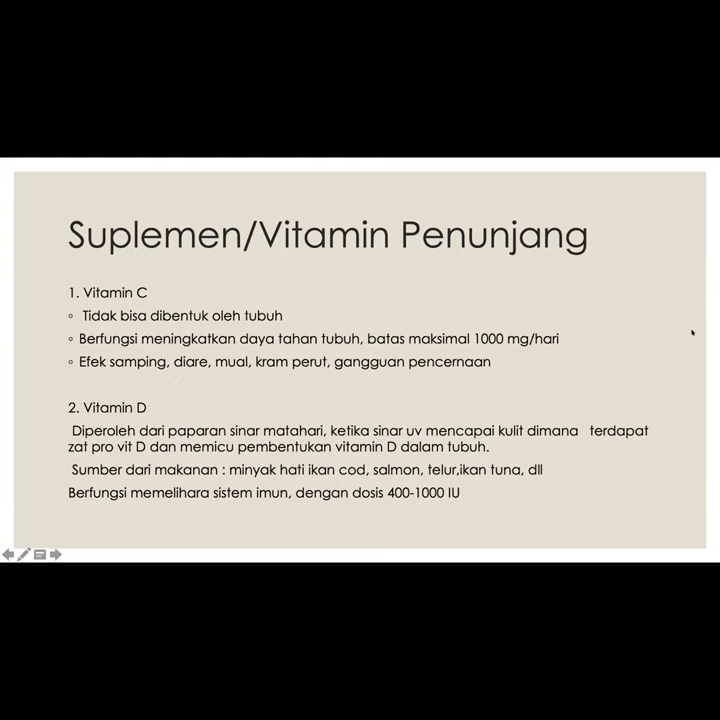 Suplemen/Vitamin Penunjang
1. Vitamin C
◦ Tidak bisa dibentuk oleh tubuh
◦ Berfungsi meningkatkan daya tahan tubuh, batas maksimal 1000 mg/hari
◦ Efek samping, diare, mual, kram perut, gangguan pencernaan
2. Vitamin D
Diperoleh dari paparan sinar matahari, ketika sinar uv mencapai kulit dimana terdapat
zat pro vit D dan memicu pembentukan vitamin D dalam tubuh.
Sumber dari makanan : minyak hati ikan cod, salmon, telur,ikan tuna, dll
Berfungsi memelihara sistem imun, dengan dosis 400-1000 IU